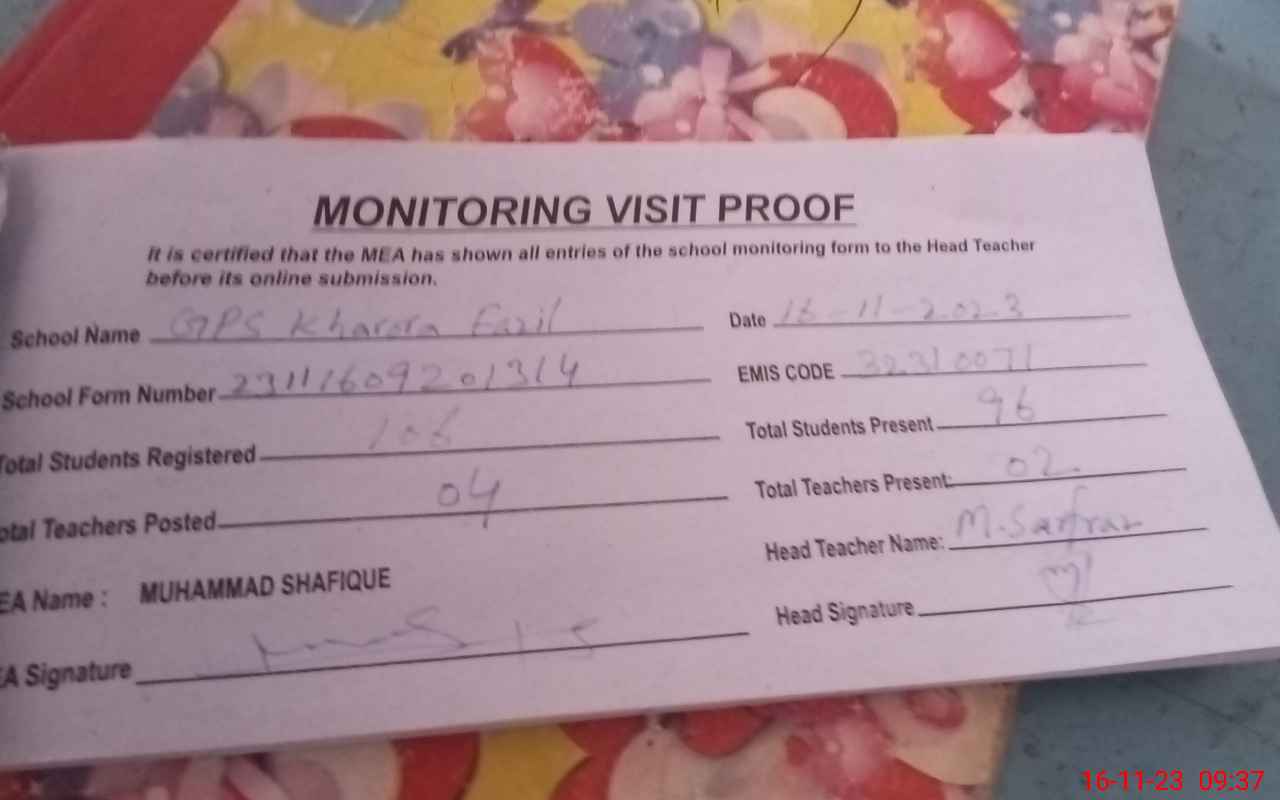 MONITORING VISIT PROOF
It is certified that the MEA has shown all entries of the school monitoring form to the Head Teacher
before its online submission.
School Name GPS Kharora Fazil Date 16-11-2023
School Form Number 23111609201314 EMIS CODE 32310071
Total Students Registered 106 Total Students Present 96
otal Teachers Posted 04 Total Teachers Present: 02.
EA Name : MUHAMMAD SHAFIQUE Head Teacher Name: M. Sarfraz
EA Signature Head Signature
16-11-23 09:37